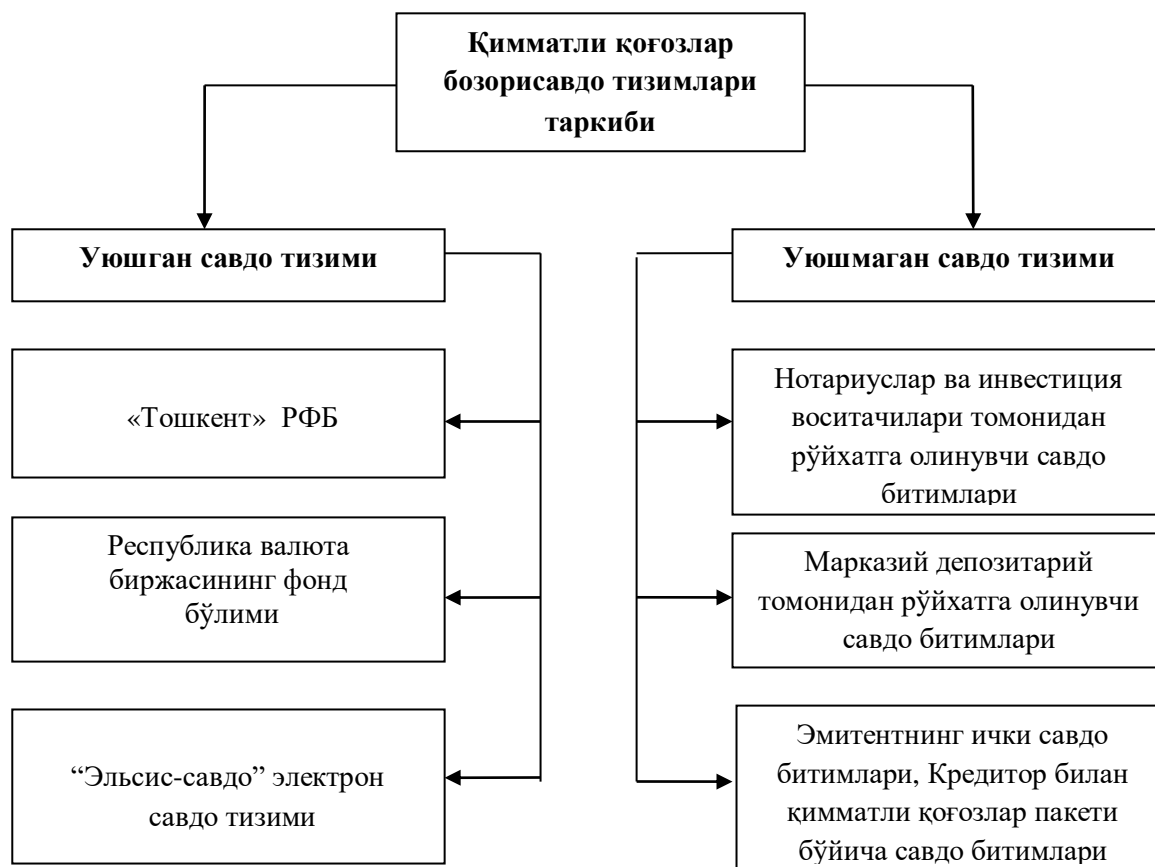 Қимматли қоғозлар
бозорисавдо тизимлари
таркиби
Уюшган савдо тизими
«Тошкент» РФБ
Республика валюта
биржасининг фонд
бўлими
“Эльсис-савдо” электрон
савдо тизими
Уюшмаган савдо тизими
Нотариуслар ва инвестиция
воситачилари томонидан
рўйхатга олинувчи савдо
битимлари
Марказий депозитарий
томонидан рўйхатга олинувчи
савдо битимлари
Эмитентнинг ички савдо
битимлари, Кредитор билан
қимматли қоғозлар пакети
бўйича савдо битимлари